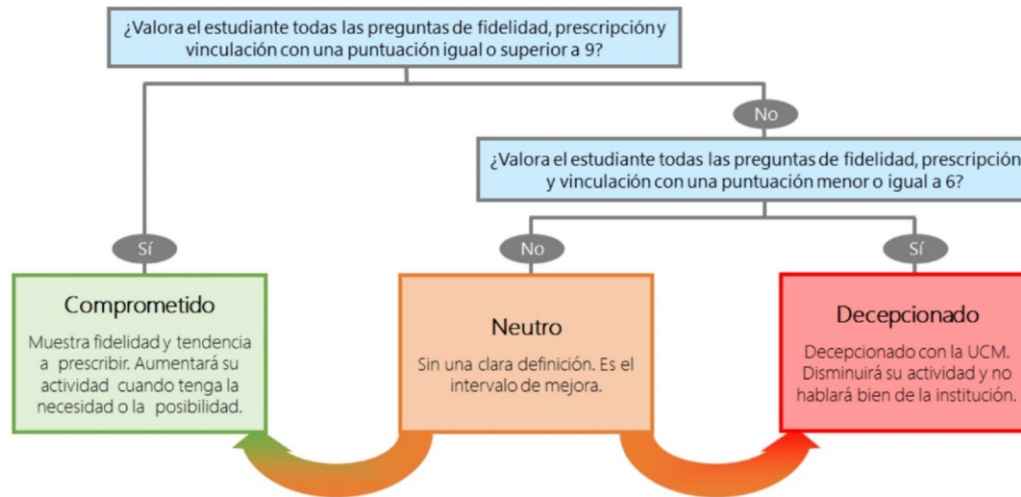 ¿Valora el estudiante todas las preguntas de fidelidad, prescripción y
vinculación con una puntuación igual o superior a 9?
No
¿Valora el estudiante todas las preguntas de fidelidad, prescripción
y vinculación con una puntuación menor o igual a 6?
Sí
No
Sí
Comprometido
Muestra fidelidad y tendencia
a prescribir. Aumentará su
actividad cuando tenga la
necesidad o la posibilidad.
Neutro
Sin una clara definición. Es el
intervalo de mejora.
Decepcionado
Decepcionado con la UCM.
Disminuirá su actividad y no
hablará bien de la institución.